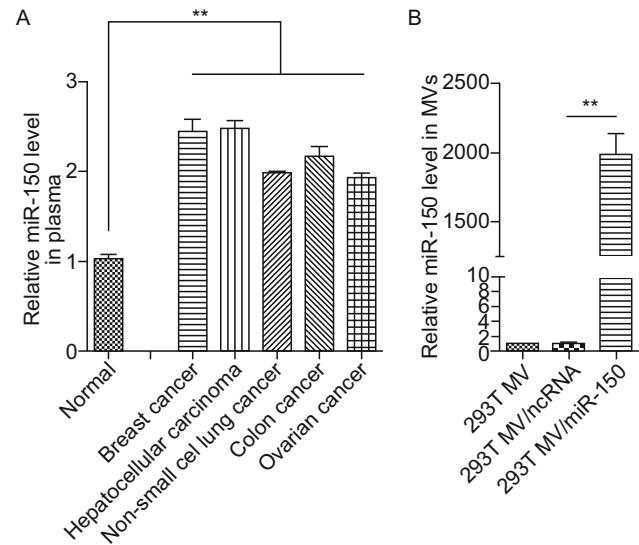 A
**
Relative miR-150 level
in plasma
3
2
1
0
Normal
Breast cancer
Hepatocellular carcinoma
Non-small cel lung cancer
Colon cancer
Ovarian cancer
B
**
Relative miR-150 level in MVs
2500
2000
1500
10
8
6
4
2
0
293T MV
293T MV/ncRNA
293T MV/miR-150